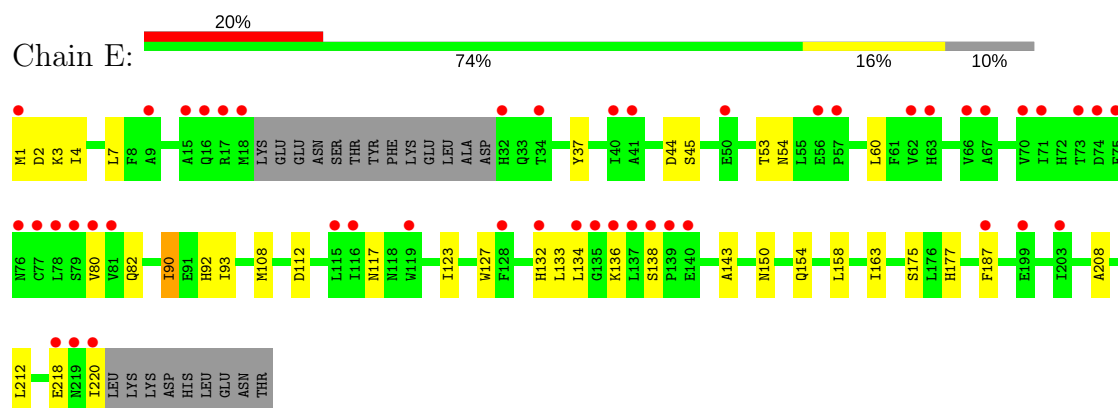 20%
Chain E:
74% 16% 10%
M1 D2 K3 I4 L7 F8 A9 A15 Q16 R17 M18 LYS GLU GLU ASN SER THR TYR PHE LYS GLU LEU ALA ASP H32 Q33 T34 Y37 I40 A41 D44 S45 E50 T53 N54 L55 E56 P57 L60 F61 V62 H63 V66 A67 V70 I71 H72 T73 D74 E75
N76 C77 L78 S79 V80 V81 Q82 I90 E91 H92 I93 M108 D112 L115 I116 N117 N118 W119 I123 W127 F128 H132 L133 L134 G135 K136 L137 S138 P139 E140 A143 N150 Q154 L158 I163 S175 L176 H177 F187 E199 I203 A208
L212 E218 N219 I220 LEU LYS LYS ASP HIS LEU GLU ASN THR